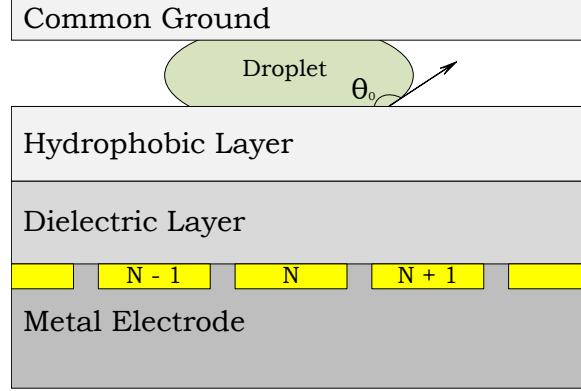 Common Ground
Droplet
θ₀
Hydrophobic Layer
Dielectric Layer
N - 1 N N + 1
Metal Electrode